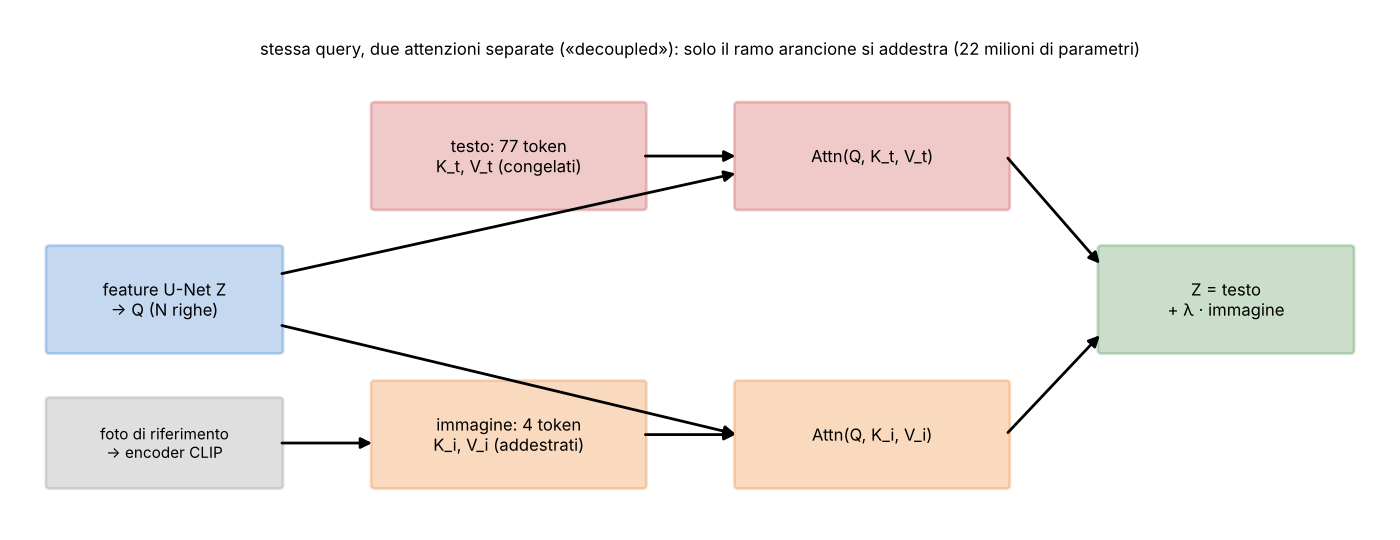 stessa query, due attenzioni separate («decoupled»): solo il ramo arancione si addestra (22 milioni di parametri)
testo: 77 token
K_t, V_t (congelati)
Attn(Q, K_t, V_t)
feature U-Net Z
→ Q (N righe)
Z = testo
+ λ · immagine
foto di riferimento
→ encoder CLIP
immagine: 4 token
K_i, V_i (addestrati)
Attn(Q, K_i, V_i)